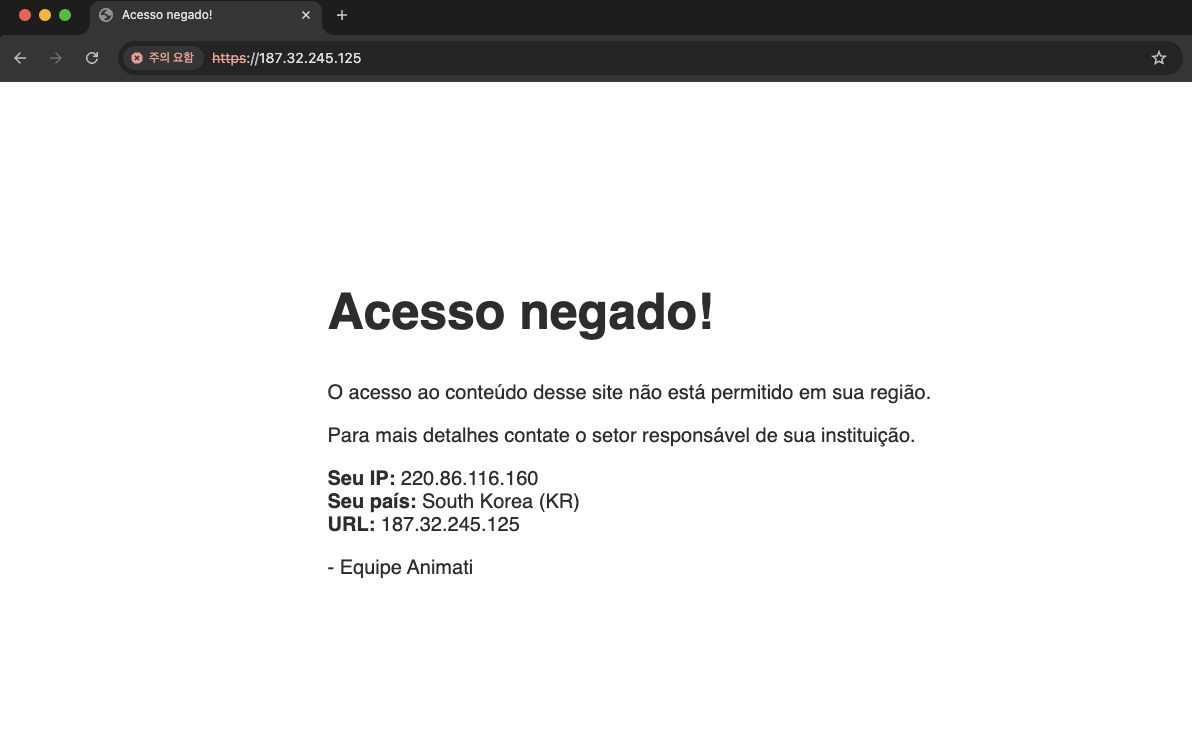 Acesso negado!
주의 요함 https://187.32.245.125
Acesso negado!
O acesso ao conteúdo desse site não está permitido em sua região.
Para mais detalhes contate o setor responsável de sua instituição.
Seu IP: 220.86.116.160
Seu país: South Korea (KR)
URL: 187.32.245.125
- Equipe Animati